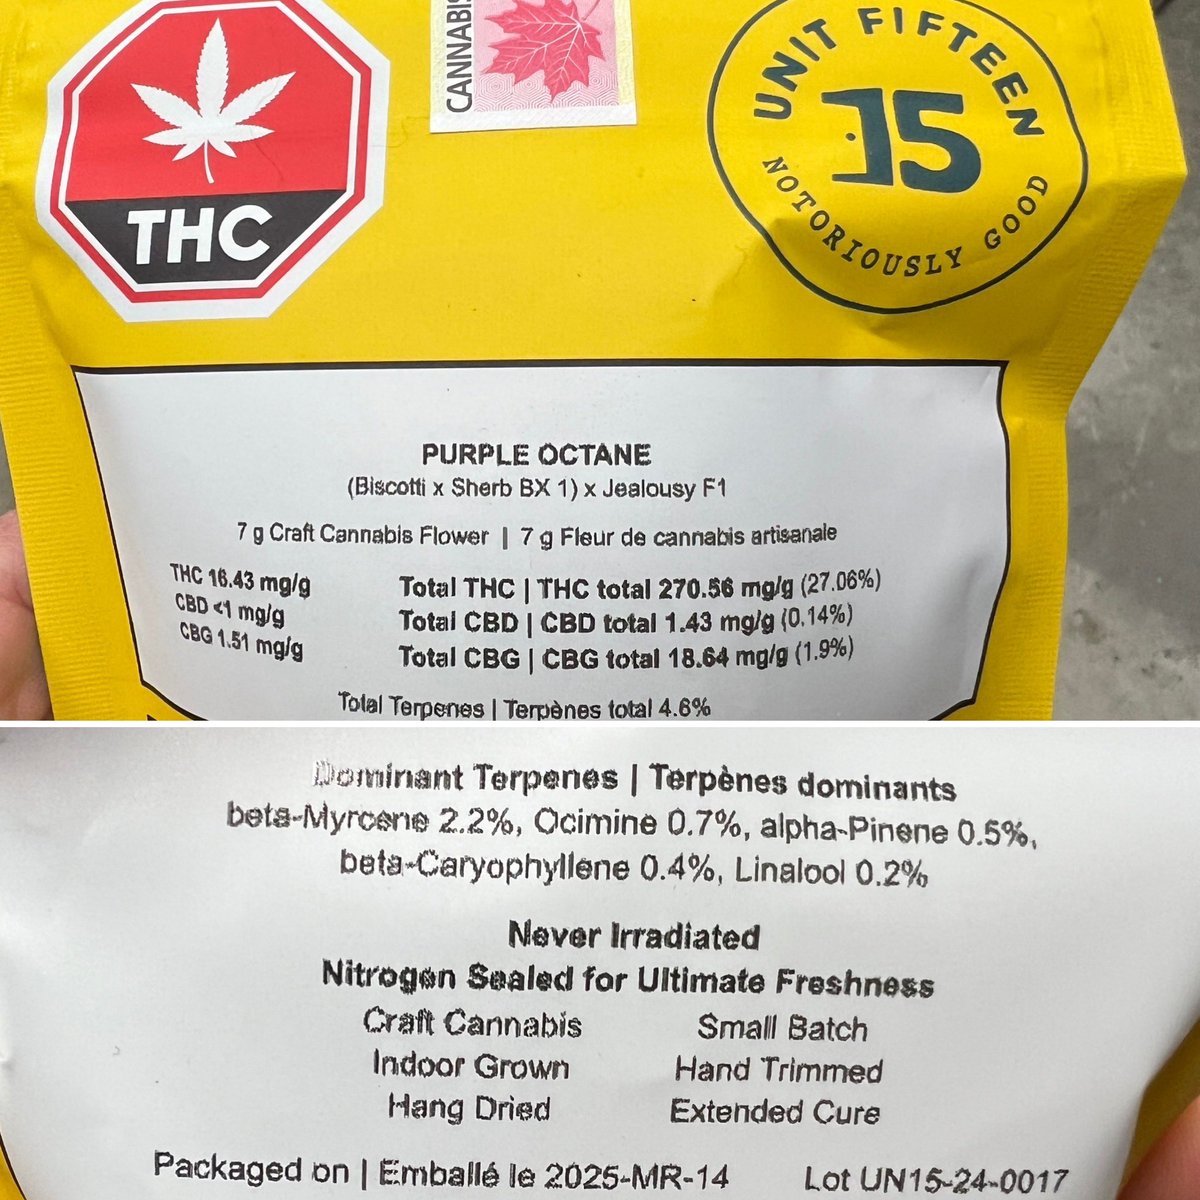 CANNABIS
THC
UNIT FIFTEEN
15
NOTORIOUSLY GOOD
PURPLE OCTANE
(Biscotti x Sherb BX 1) x Jealousy F1
7 g Craft Cannabis Flower | 7 g Fleur de cannabis artisanale
THC 16.43 mg/g Total THC | THC total 270.56 mg/g (27.06%)
CBD <1 mg/g Total CBD | CBD total 1.43 mg/g (0.14%)
CBG 1.51 mg/g Total CBG | CBG total 18.64 mg/g (1.9%)
Total Terpenes | Terpènes total 4.6%
Dominant Terpenes | Terpènes dominants
beta-Myrcene 2.2%, Ocimine 0.7%, alpha-Pinene 0.5%,
beta-Caryophyllene 0.4%, Linalool 0.2%
Never Irradiated
Nitrogen Sealed for Ultimate Freshness
Craft Cannabis Small Batch
Indoor Grown Hand Trimmed
Hang Dried Extended Cure
Packaged on | Emballé le 2025-MR-14 Lot UN15-24-0017